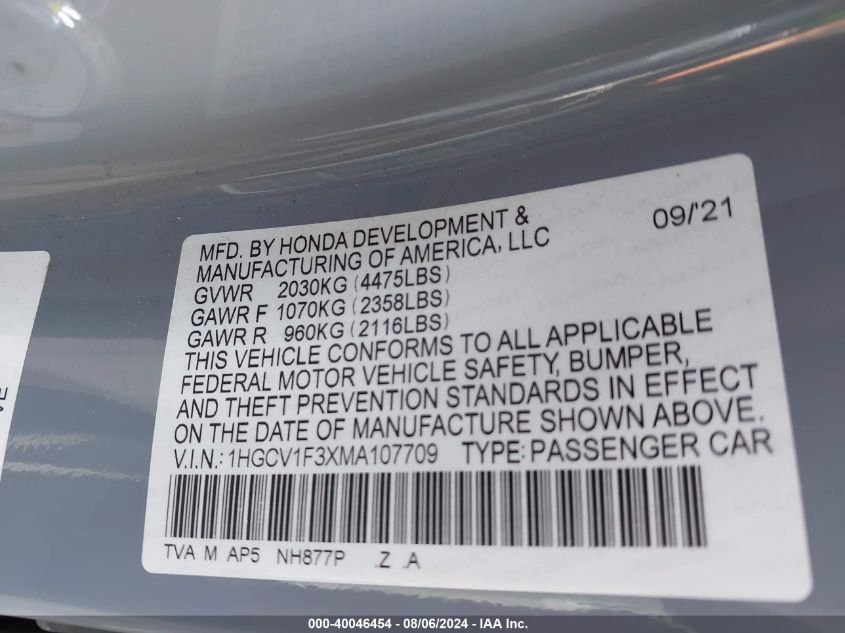 MFD. BY HONDA DEVELOPMENT &
MANUFACTURING OF AMERICA, LLC
09/'21
GVWR 2030KG (4475LBS)
GAWR F 1070KG (2358LBS)
GAWR R 960KG (2116LBS)
THIS VEHICLE CONFORMS TO ALL APPLICABLE
FEDERAL MOTOR VEHICLE SAFETY, BUMPER,
AND THEFT PREVENTION STANDARDS IN EFFECT
ON THE DATE OF MANUFACTURE SHOWN ABOVE.
V.I.N.: 1HGCV1F3XMA107709 TYPE: PASSENGER CAR
TVA M AP5 NH877P .Z .A
000-40046454 - 08/06/2024 - IAA Inc.